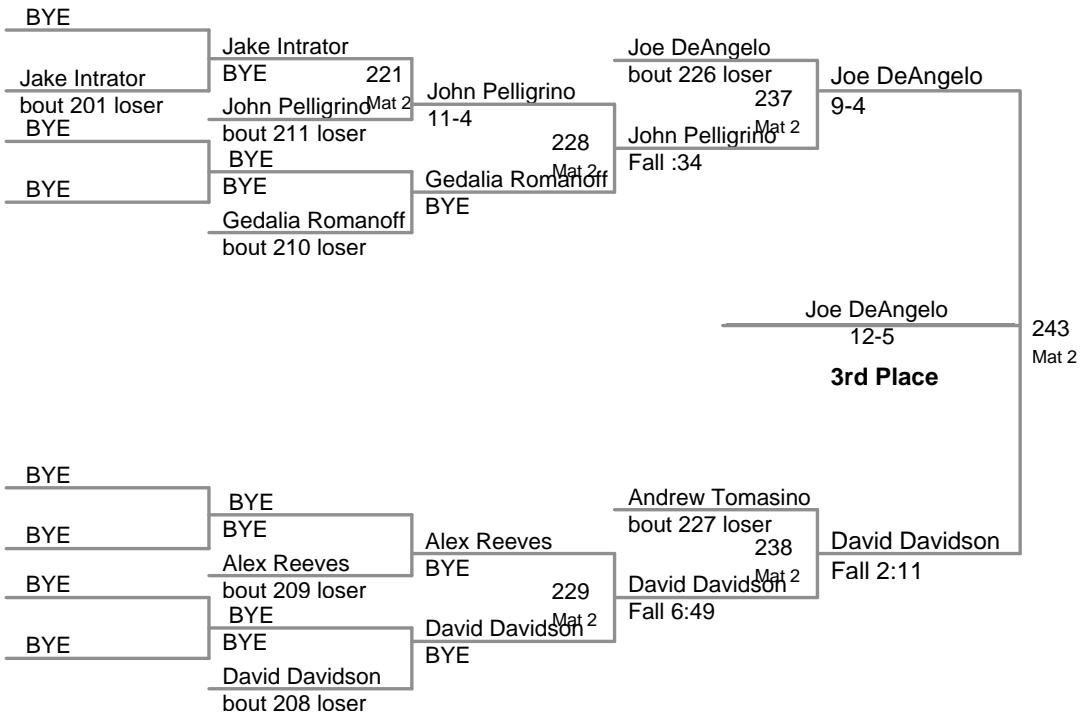 BYE
Jake Intrator
bout 201 loser
BYE
BYE
Jake Intrator
BYE
221
Mat 2
John Pelligrino
bout 211 loser
BYE
BYE
Gedalia Romanoff
bout 210 loser
John Pelligrino
11-4
228
Mat 2
Gedalia Romanoff
BYE
Joe DeAngelo
bout 226 loser
237
Mat 2
John Pelligrino
Fall :34
Joe DeAngelo
9-4
Joe DeAngelo
12-5
3rd Place
243
Mat 2
BYE
BYE
BYE
BYE
BYE
BYE
Alex Reeves
bout 209 loser
BYE
BYE
David Davidson
bout 208 loser
Alex Reeves
BYE
229
Mat 2
David Davidson
BYE
Andrew Tomasino
bout 227 loser
238
Mat 2
David Davidson
Fall 6:49
David Davidson
Fall 2:11